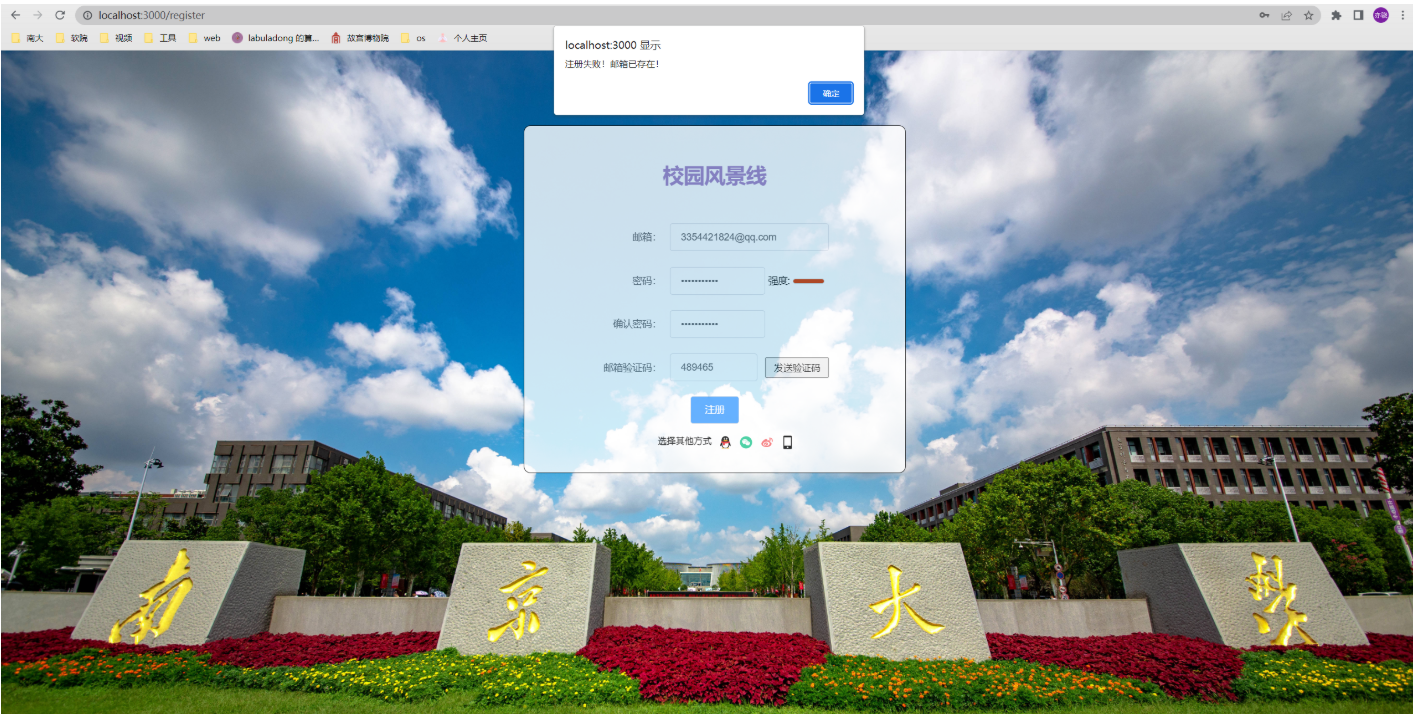 localhost:3000/register
南大 软院 视频 工具 web labuladong 的算... 故宫博物院 os 个人主页
localhost:3000 显示
注册失败！邮箱已存在！
确定
校园风景线
邮箱： 3354421824@qq.com
密码： ••••••••••• 强度:
确认密码： •••••••••••
邮箱验证码： 489465 发送验证码
注册
选择其他方式
南 京 大 學